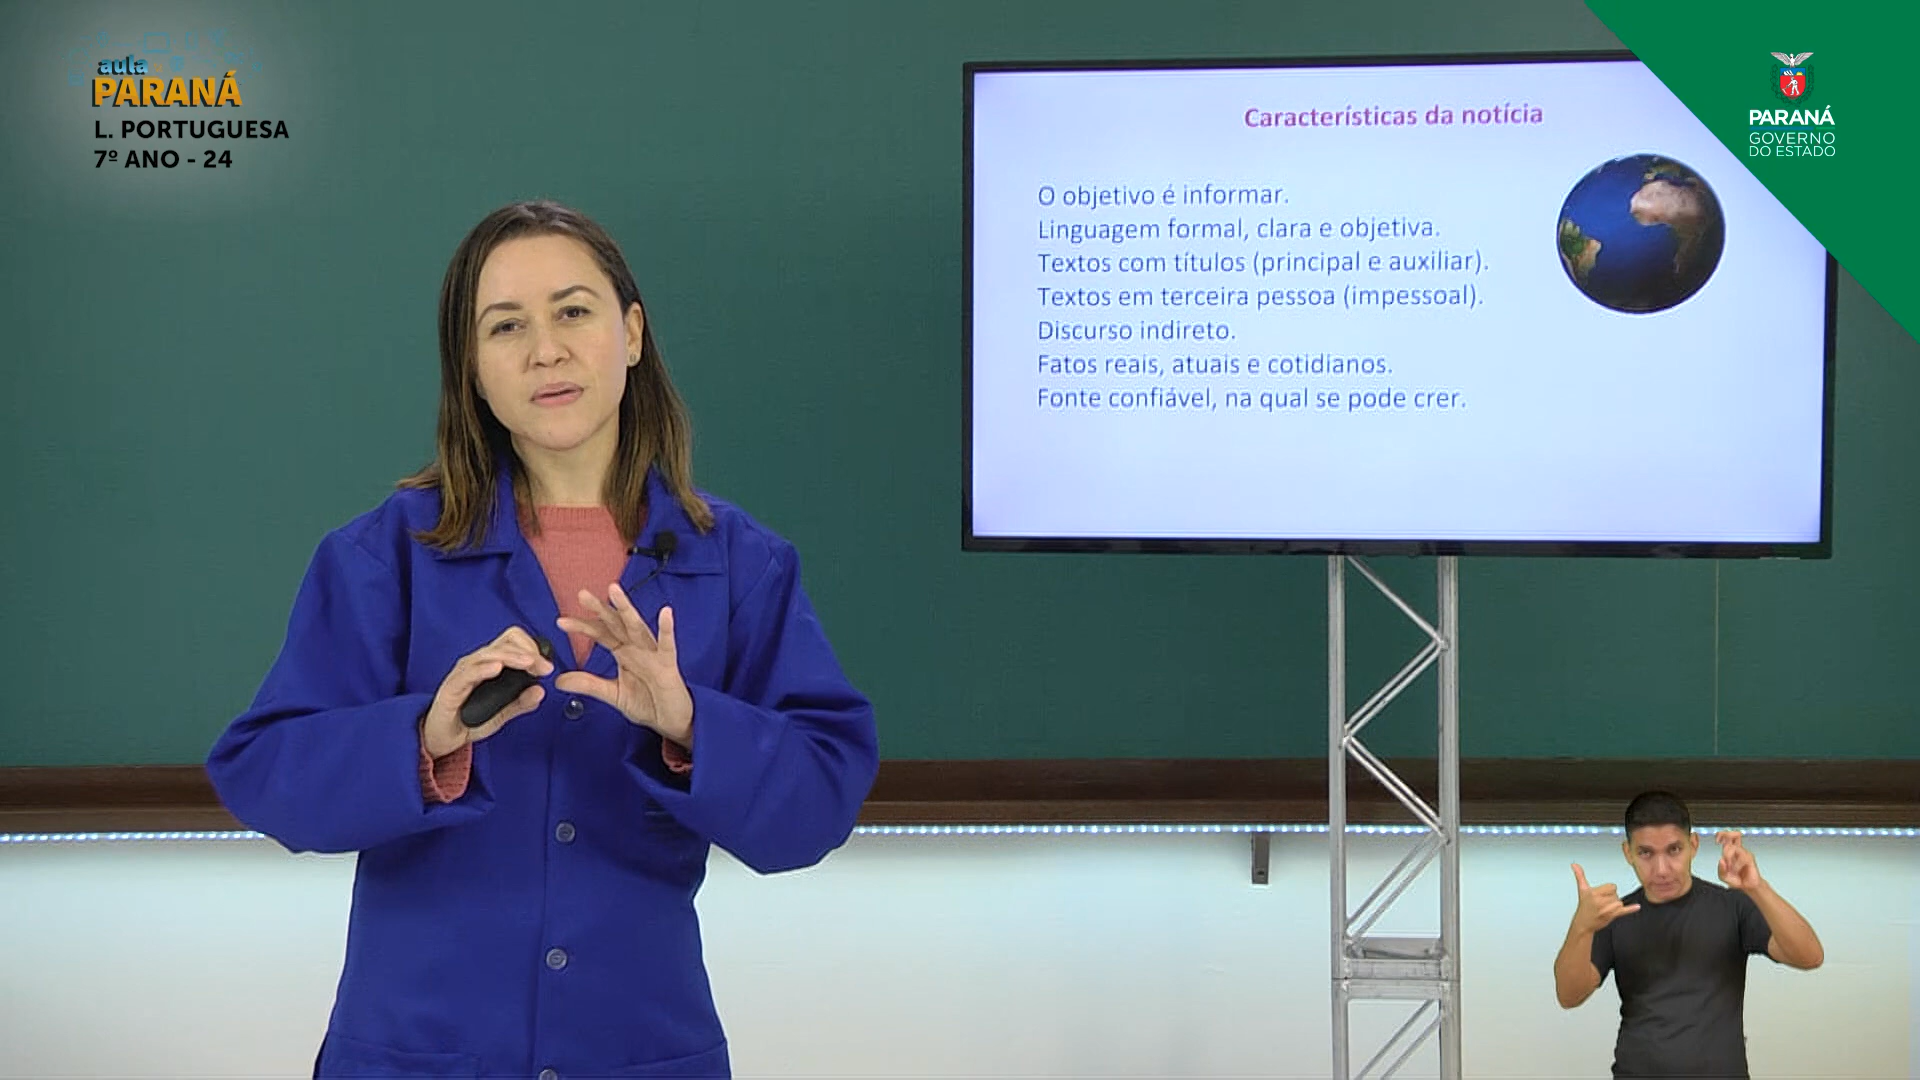 aula
PARANÁ
L. PORTUGUESA
7º ANO - 24
Características da notícia
O objetivo é informar.
Linguagem formal, clara e objetiva.
Textos com títulos (principal e auxiliar).
Textos em terceira pessoa (impessoal).
Discurso indireto.
Fatos reais, atuais e cotidianos.
Fonte confiável, na qual se pode crer.
PARANÁ
GOVERNO
DO ESTADO